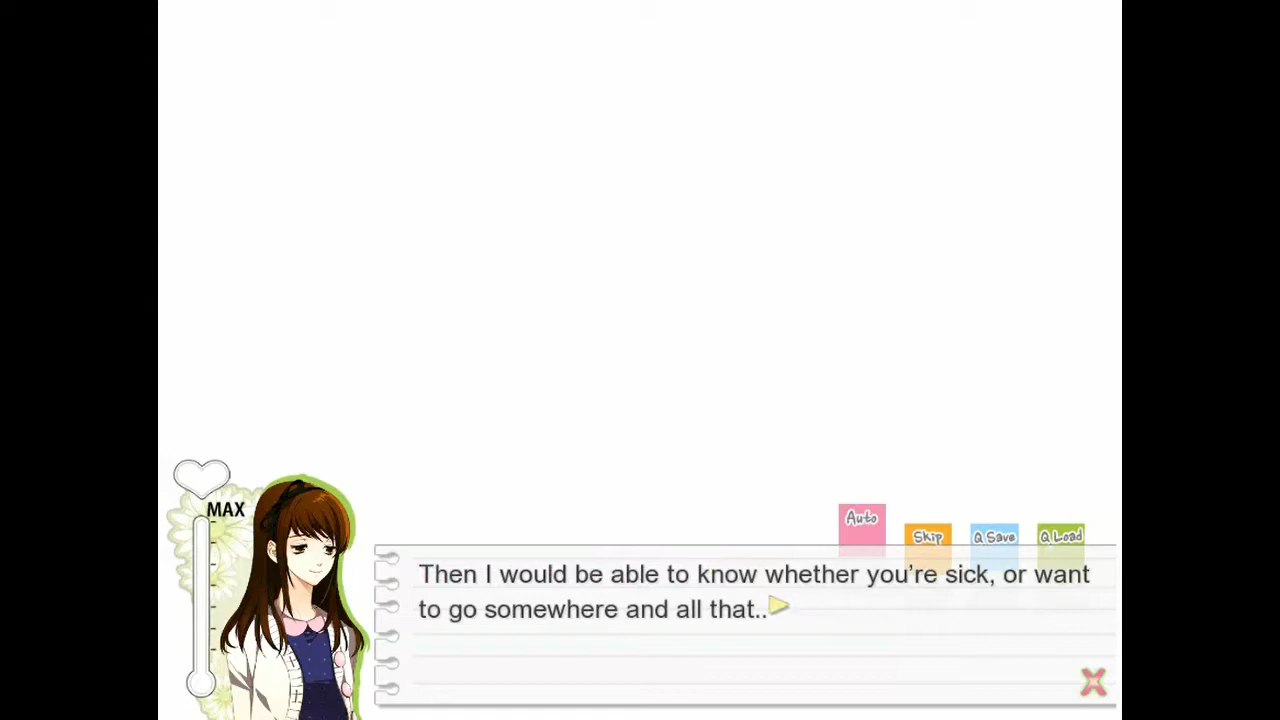 MAX
Auto
Skip
Q Save
Q Load
Then I would be able to know whether you’re sick, or want
to go somewhere and all that..